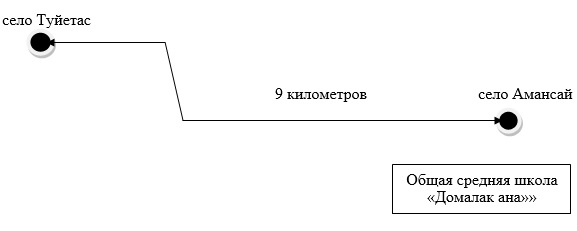 село Туйетас
9 километров
село Амансай
Общая средняя школа
«Домалак ана»»